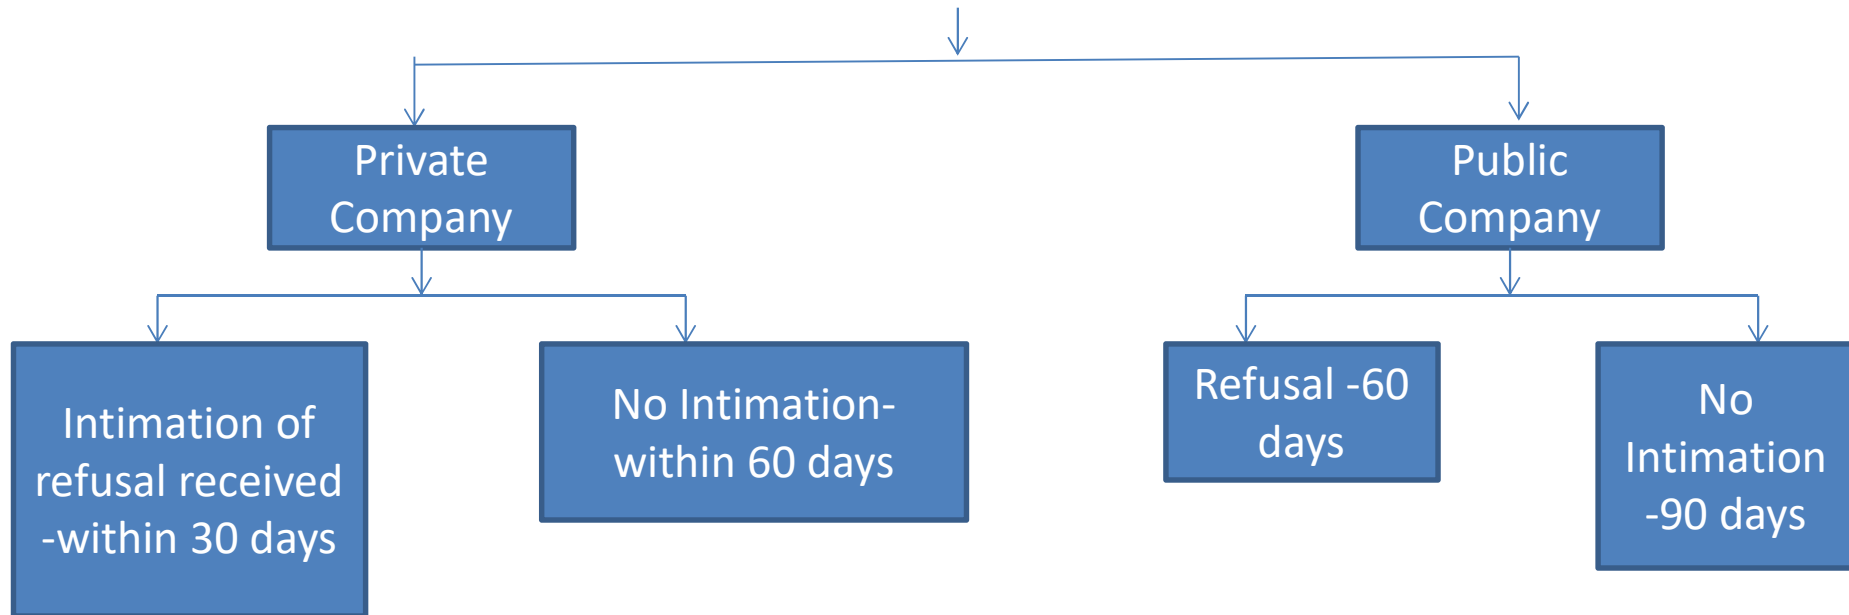 Private
Company
Public
Company
Intimation of
refusal received
-within 30 days
No Intimation-
within 60 days
Refusal -60
days
No
Intimation
-90 days